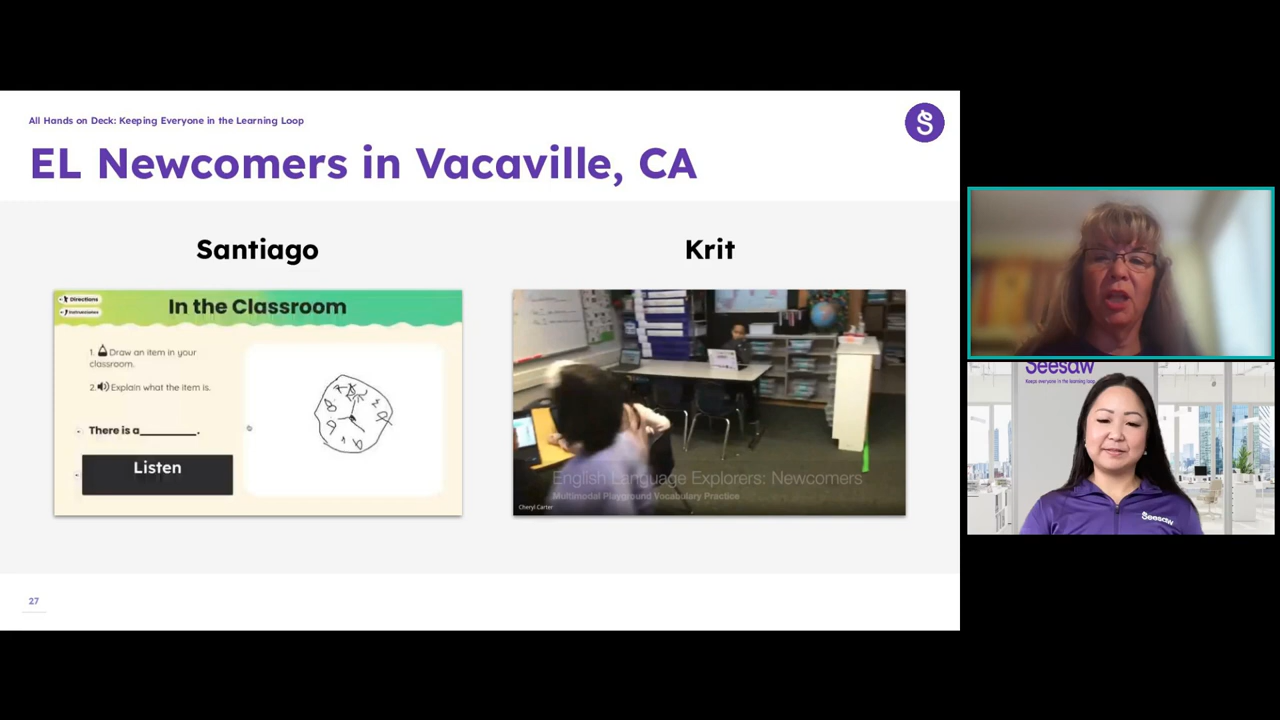 All Hands on Deck: Keeping Everyone in the Learning Loop
EL Newcomers in Vacaville, CA
Santiago
Krit
Directions
Instrucciones
In the Classroom
1. Draw an item in your
classroom.
2. Explain what the item is.
There is a________.
Listen
English Language Explorers: Newcomers
Multimodal Playground Vocabulary Practice
Cheryl Carter
27
Seesaw
Keeps everyone in the learning loop
Seesaw